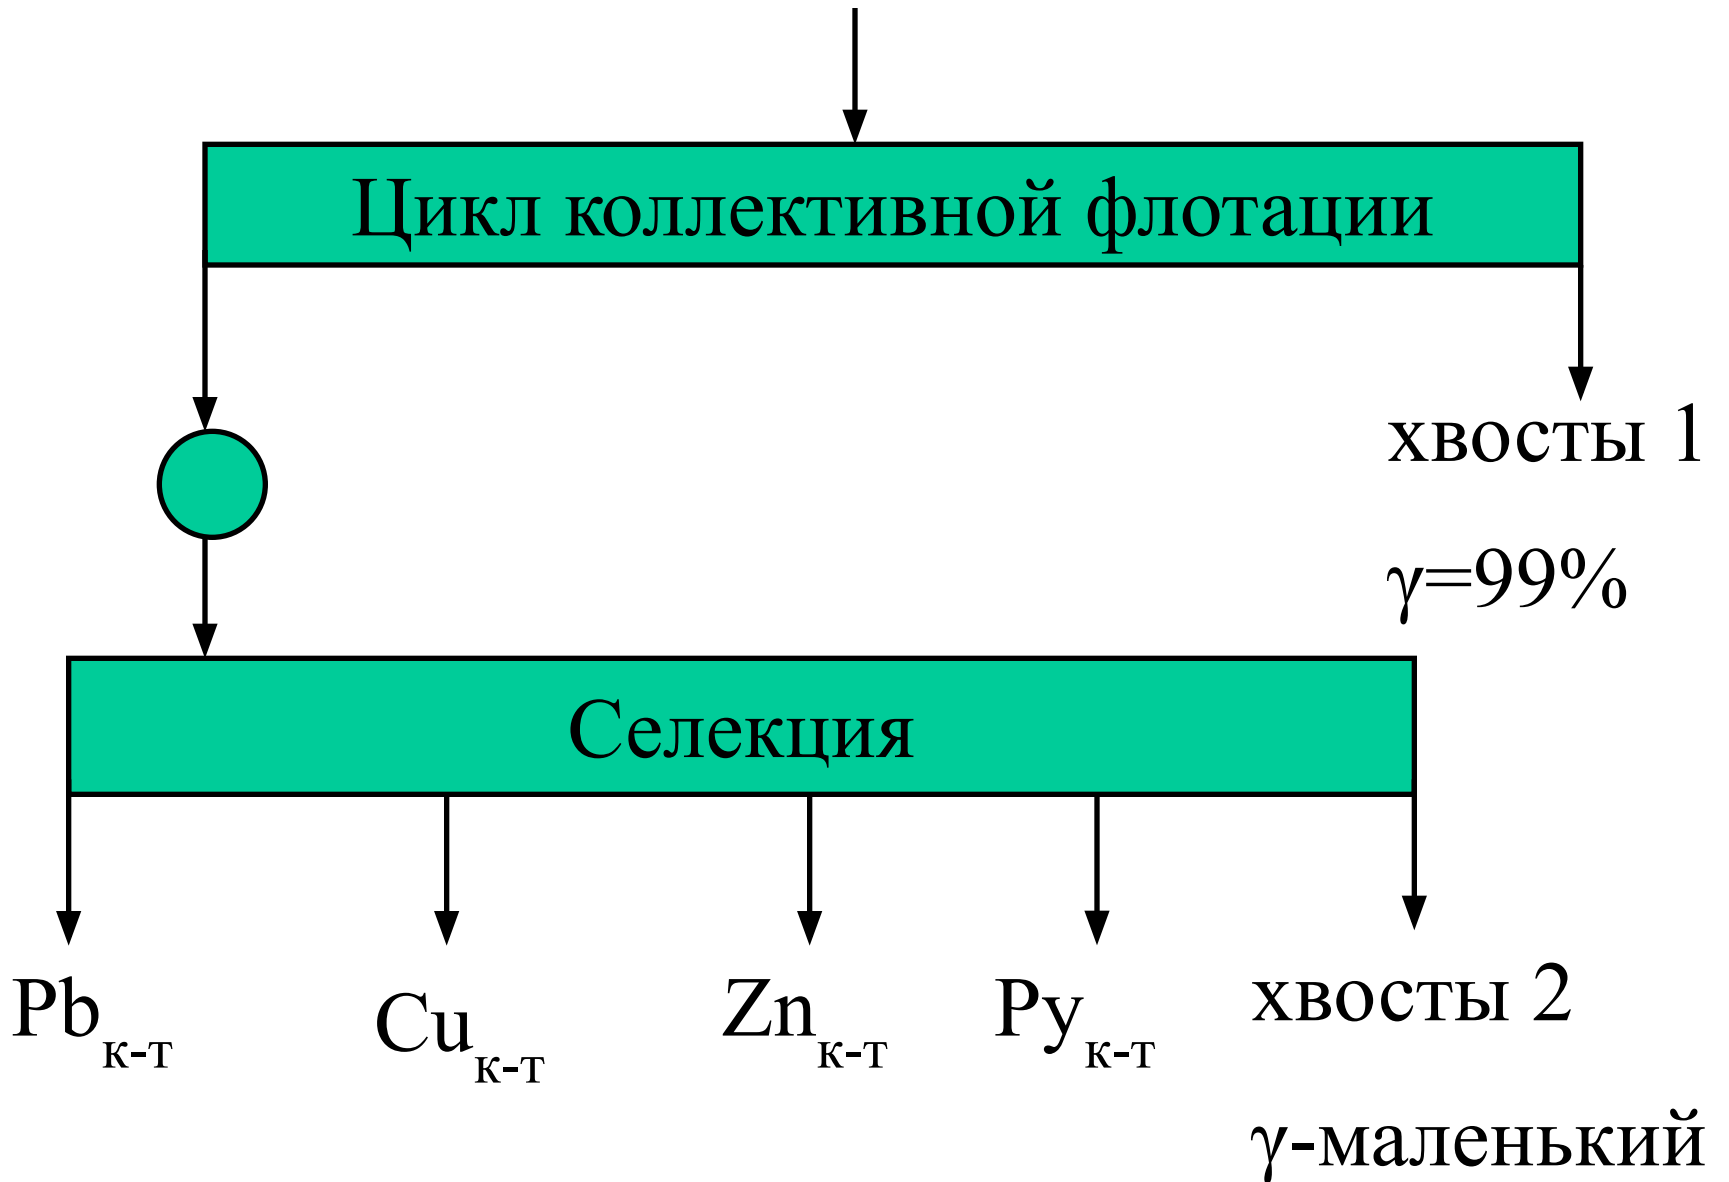 Цикл коллективной флотации
хвосты 1
γ=99%
Селекция
Pbк-т
Cuк-т
Znк-т
Pyк-т
хвосты 2
γ-маленький